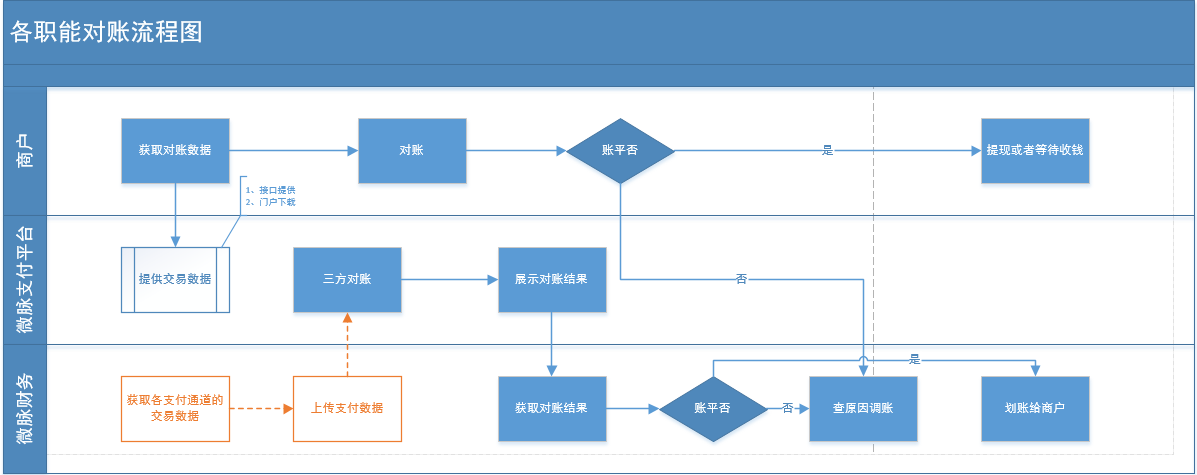 各职能对账流程图
商户
获取对账数据
对账
账平否
是
提现或者等待收钱
1、接口提供
2、门户下载
微脉支付平台
提供交易数据
三方对账
展示对账结果
否
微脉财务
获取各支付通道的
交易数据
上传支付数据
获取对账结果
账平否
否
是
查原因调账
划账给商户